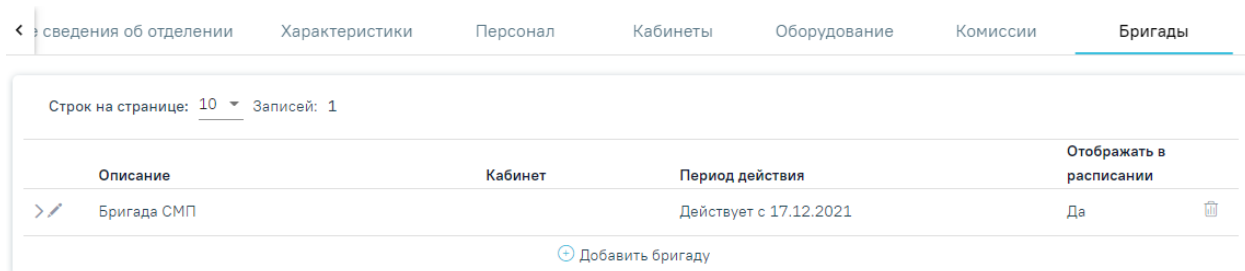 сведения об отделении Характеристики Персонал Кабинеты Оборудование Комиссии Бригады
Строк на странице: 10 Записей: 1
Описание Кабинет Период действия Отображать в расписании
Бригада СМП Действует с 17.12.2021 Да
Добавить бригаду